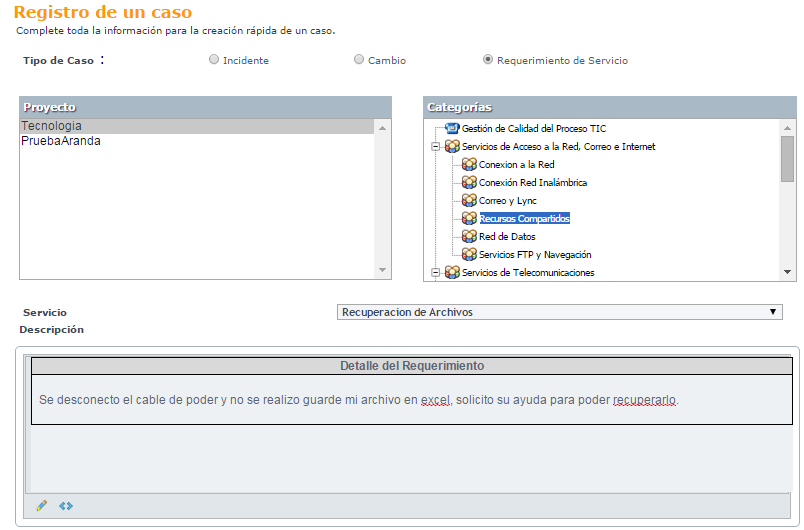 Registro de un caso
Complete toda la información para la creación rápida de un caso.
Tipo de Caso :
Incidente
Cambio
Requerimiento de Servicio
Proyecto
Tecnologia
PruebaAranda
Categorías
Gestión de Calidad del Proceso TIC
Servicios de Acceso a la Red, Correo e Internet
Conexion a la Red
Conexión Red Inalámbrica
Correo y Lync
Recursos Compartidos
Red de Datos
Servicios FTP y Navegación
Servicios de Telecomunicaciones
Servicio
Recuperacion de Archivos
Descripción
Detalle del Requerimiento
Se desconecto el cable de poder y no se realizo guarde mi archivo en excel, solicito su ayuda para poder recuperarlo.